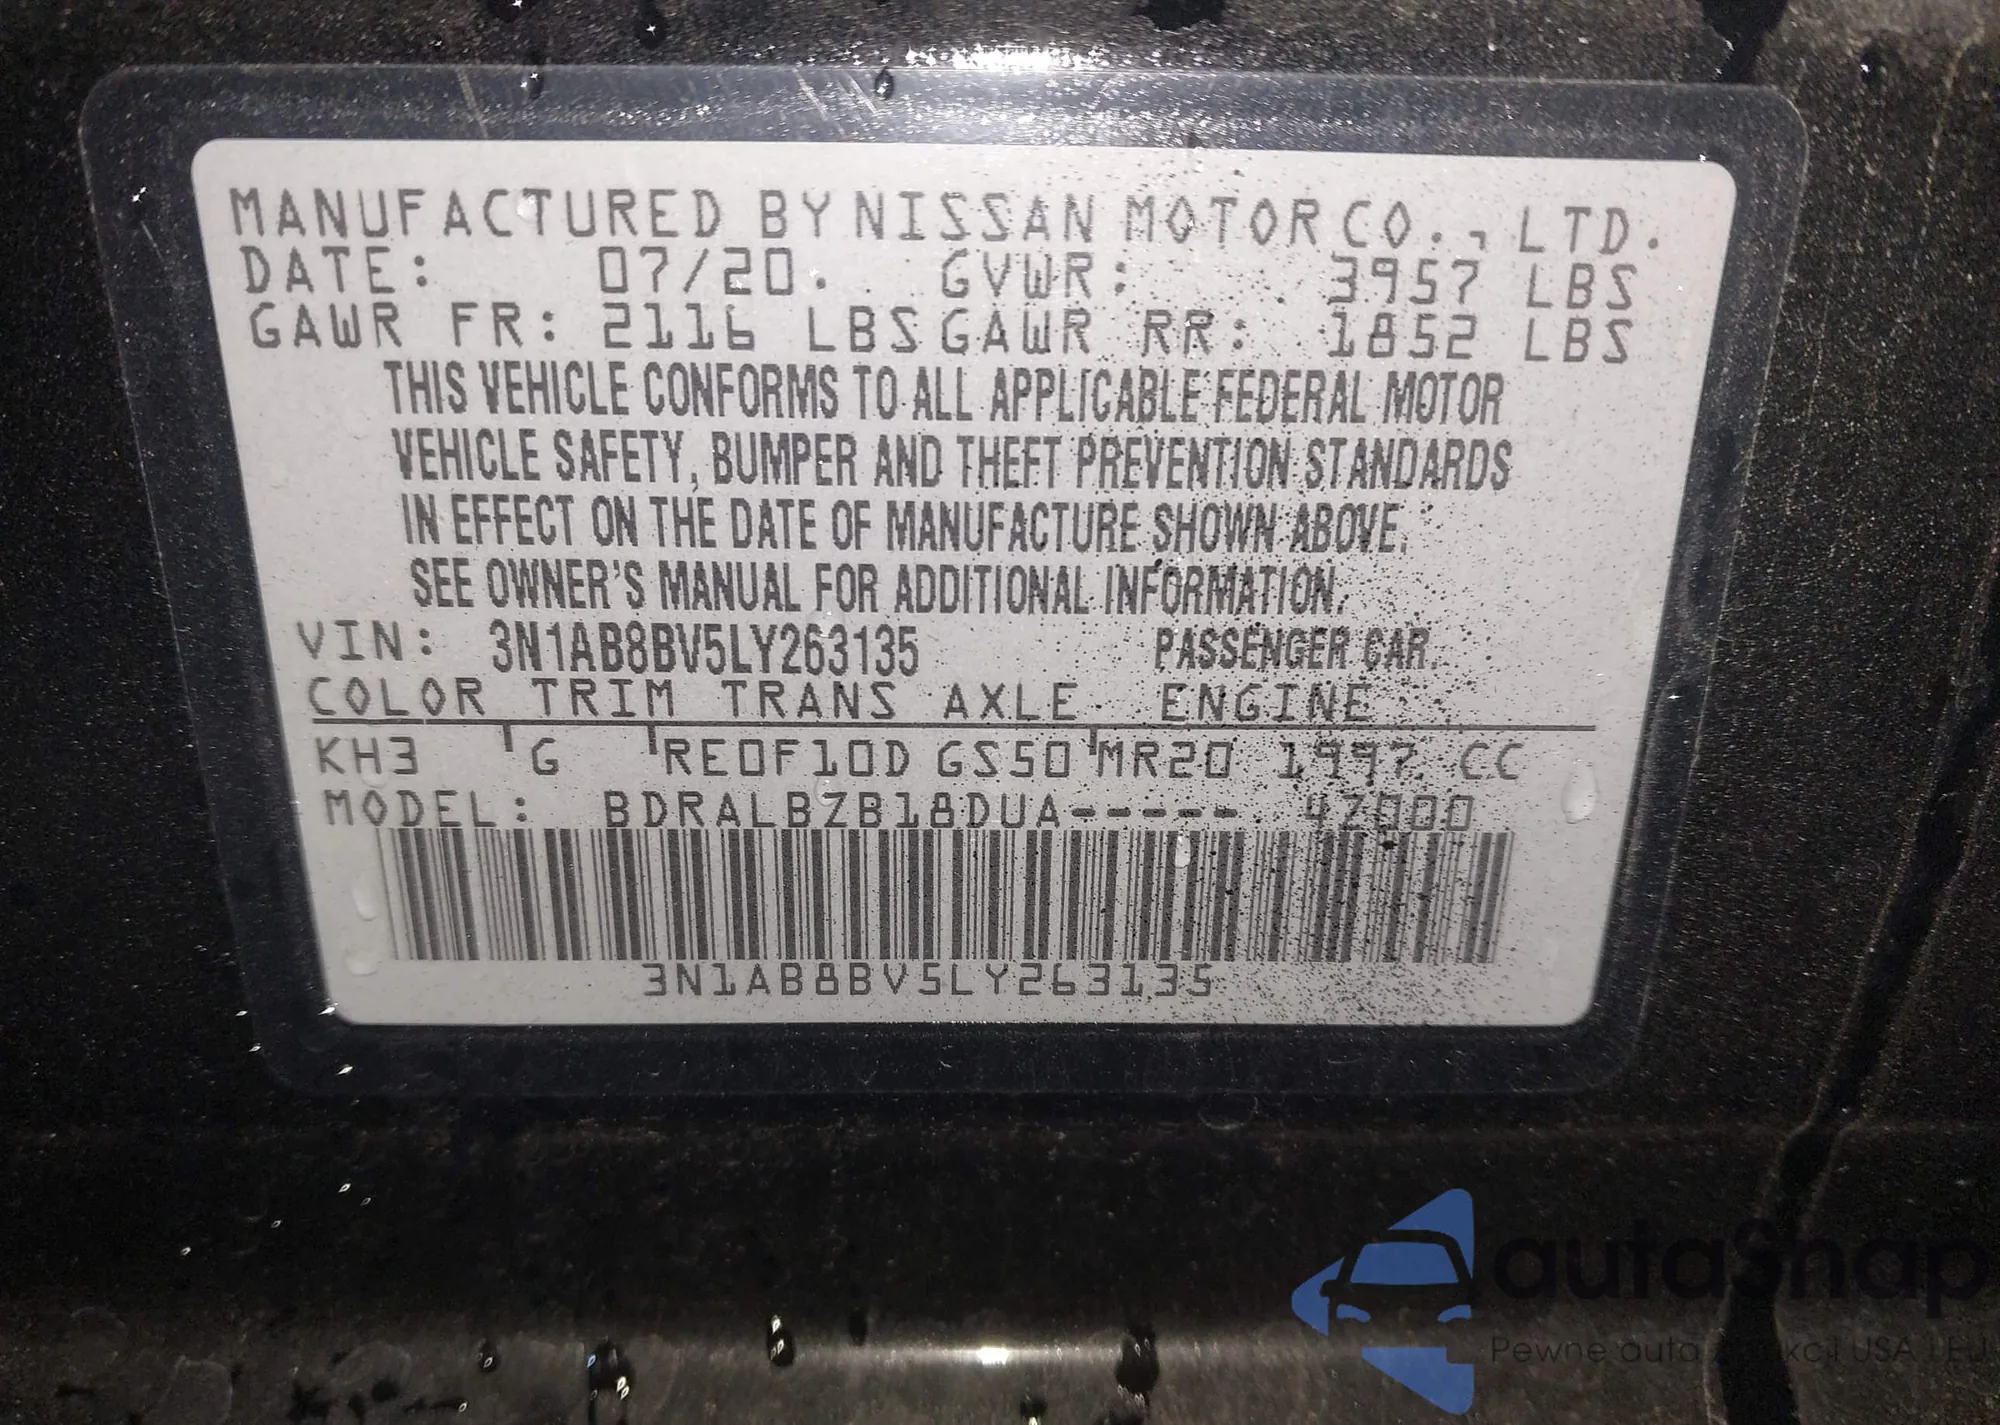 MANUFACTURED BY NISSAN MOTOR CO., LTD.
DATE: 07/20. GVWR: 3957 LBS
GAWR FR: 2116 LBS GAWR RR: 1852 LBS
THIS VEHICLE CONFORMS TO ALL APPLICABLE FEDERAL MOTOR
VEHICLE SAFETY, BUMPER AND THEFT PREVENTION STANDARDS
IN EFFECT ON THE DATE OF MANUFACTURE SHOWN ABOVE.
SEE OWNER'S MANUAL FOR ADDITIONAL INFORMATION.
VIN: 3N1AB8BV5LY263135 PASSENGER CAR.
COLOR TRIM TRANS AXLE ENGINE
KH3 G RE0F10D GS50 MR20 1997 CC
MODEL: BDRALBZB18DUA----- 4Z000
3N1AB8BV5LY263135
autaSnap
Pewne auta USA